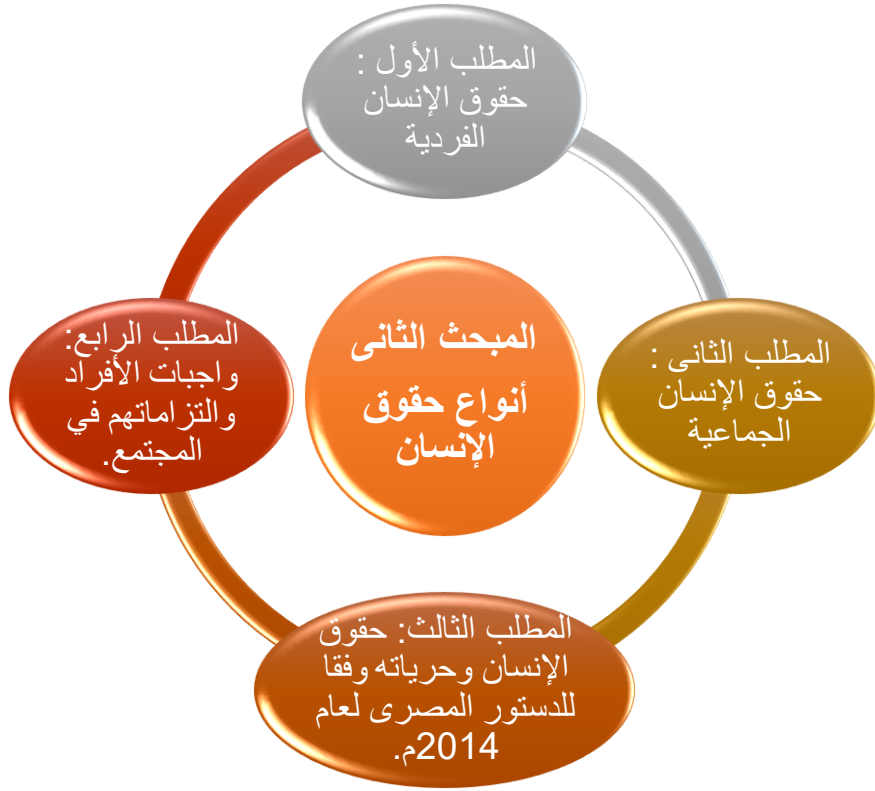 المطلب الأول :
حقوق الإنسان
الفردية
المبحث الثانى
أنواع حقوق
الإنسان
المطلب الثانى :
حقوق الإنسان
الجماعية
المطلب الثالث: حقوق
الإنسان وحرياته وفقا
للدستور المصرى لعام
2014م.
المطلب الرابع:
واجبات الأفراد
والتزاماتهم في
المجتمع.